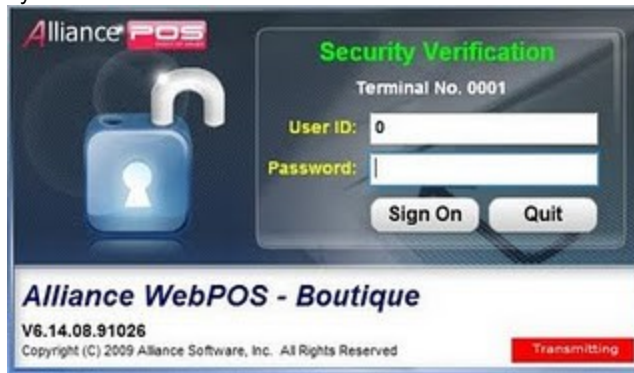 Alliance POS
Security Verification
Terminal No. 0001
User ID: 0
Password:
Sign On Quit
Alliance WebPOS - Boutique
V6.14.08.91026
Copyright (C) 2009 Alliance Software, Inc. All Rights Reserved
Transmitting